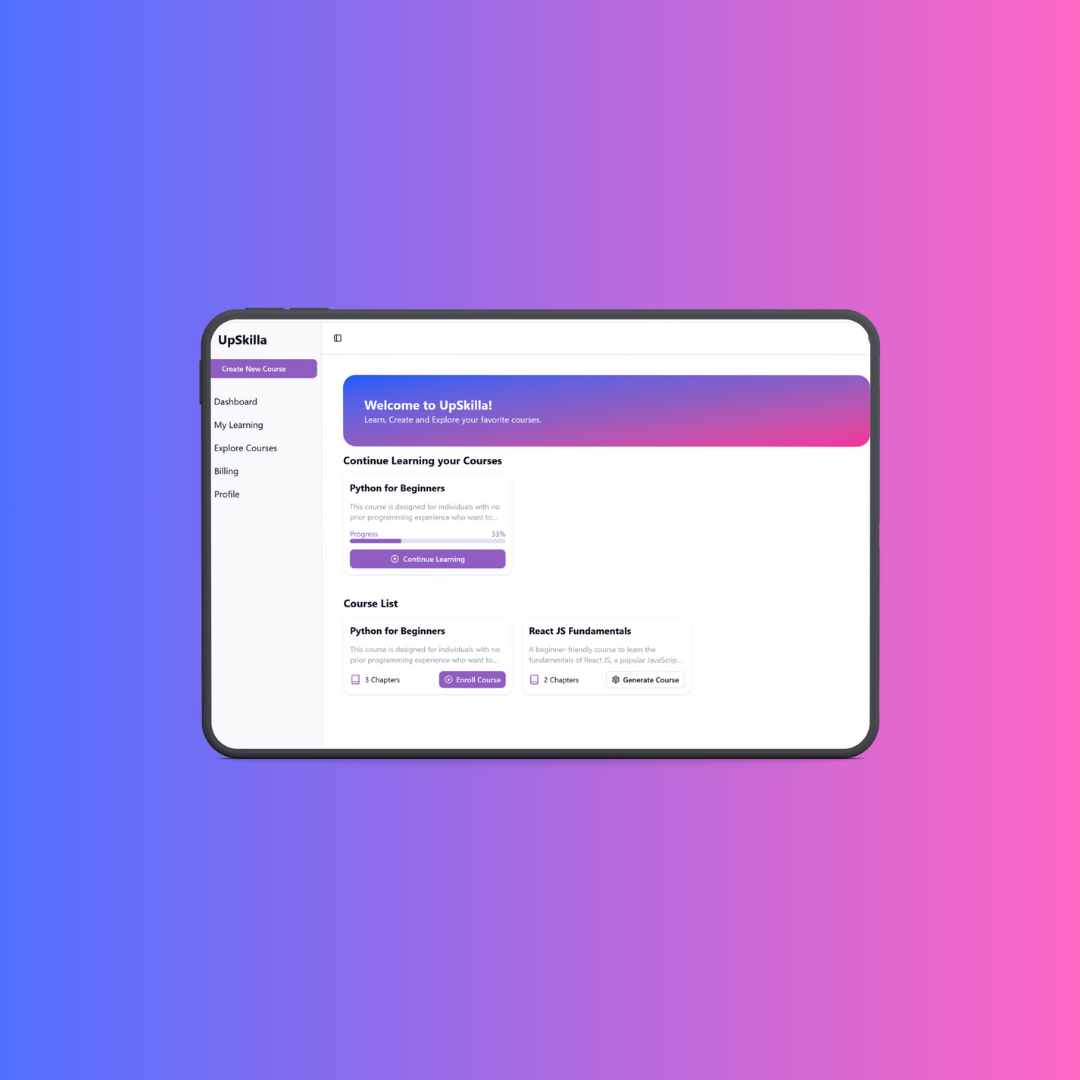 UpSkilla
Create New Course
Dashboard
My Learning
Explore Courses
Billing
Profile
Welcome to UpSkilla!
Learn, Create and Explore your favorite courses.
Continue Learning your Courses
Python for Beginners
This course is designed for individuals with no
prior programming experience who want to...
Progress 33%
Continue Learning
Course List
Python for Beginners
This course is designed for individuals with no
prior programming experience who want to...
3 Chapters
Enroll Course
React JS Fundamentals
A beginner-friendly course to learn the
fundamentals of React JS, a popular JavaScrip...
2 Chapters
Generate Course